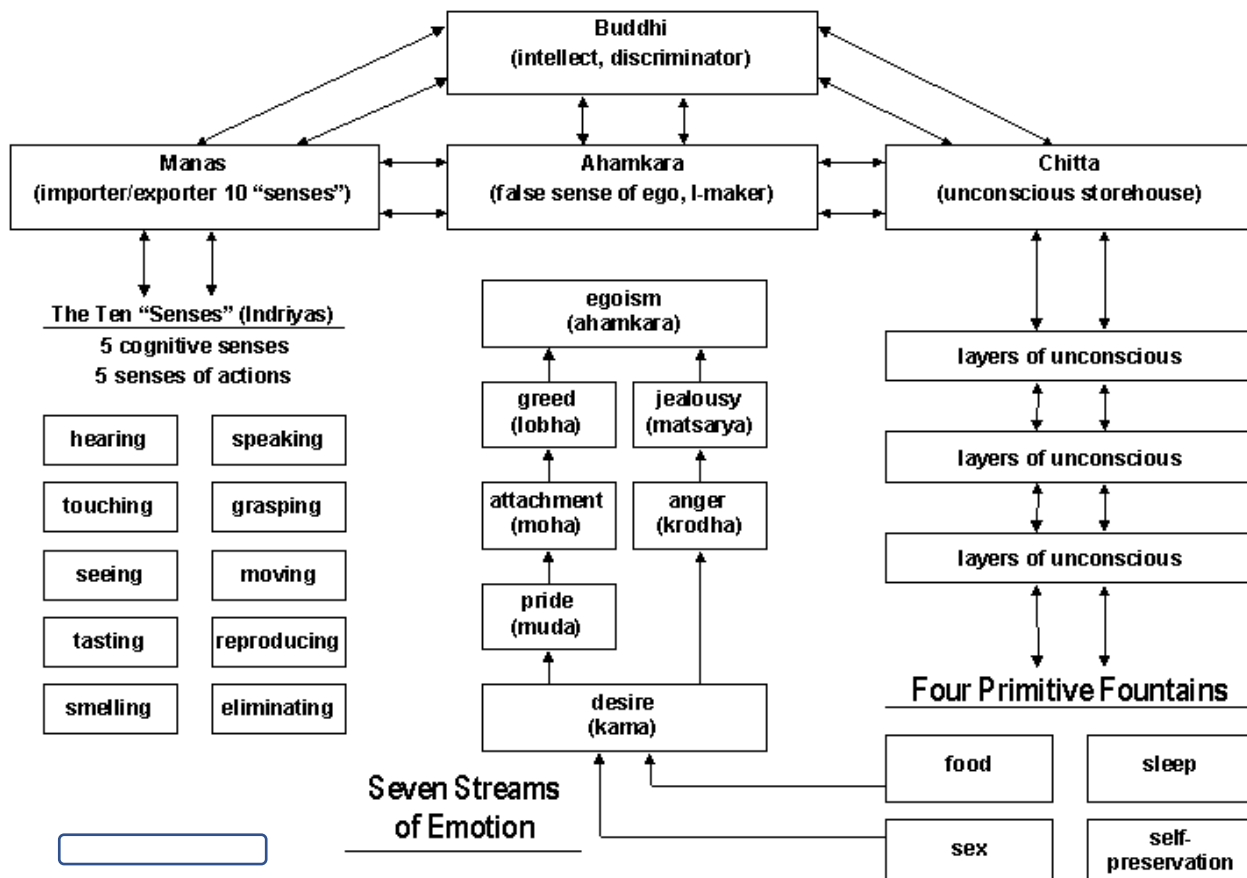 Buddhi
(intellect, discriminator)
Manas
(importer/exporter 10 “senses”)
Ahamkara
(false sense of ego, I-maker)
Chitta
(unconscious storehouse)
The Ten “Senses” (Indriyas)
5 cognitive senses
5 senses of actions
hearing
speaking
touching
grasping
seeing
moving
tasting
reproducing
smelling
eliminating
egoism
(ahamkara)
greed
(lobha)
jealousy
(matsarya)
attachment
(moha)
anger
(krodha)
pride
(muda)
desire
(kama)
Seven Streams
of Emotion
layers of unconscious
layers of unconscious
layers of unconscious
Four Primitive Fountains
food
sleep
sex
self-
preservation